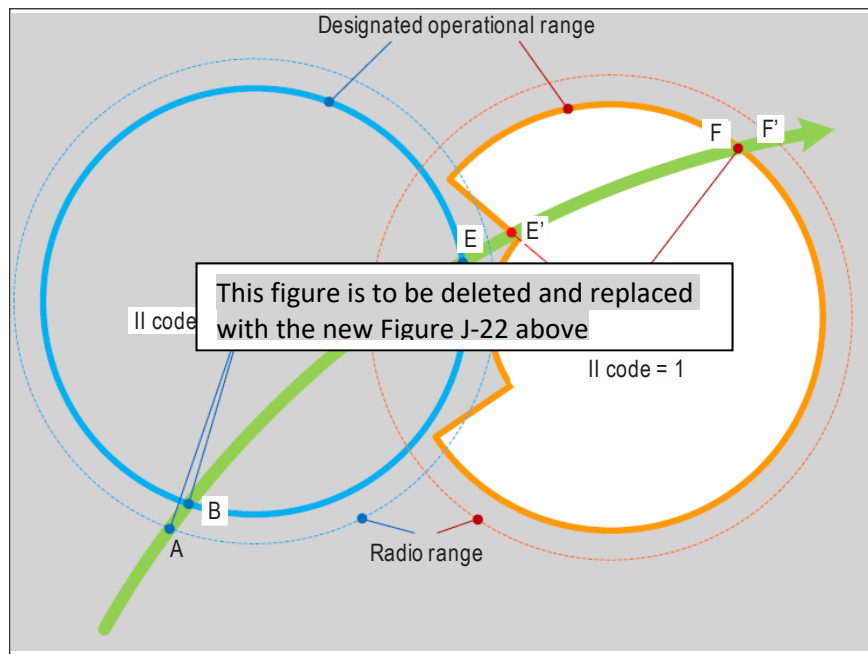 Designated operational range
F
F’
E
E’
This figure is to be deleted and replaced
with the new Figure J-22 above
II code
II code = 1
B
A
Radio range